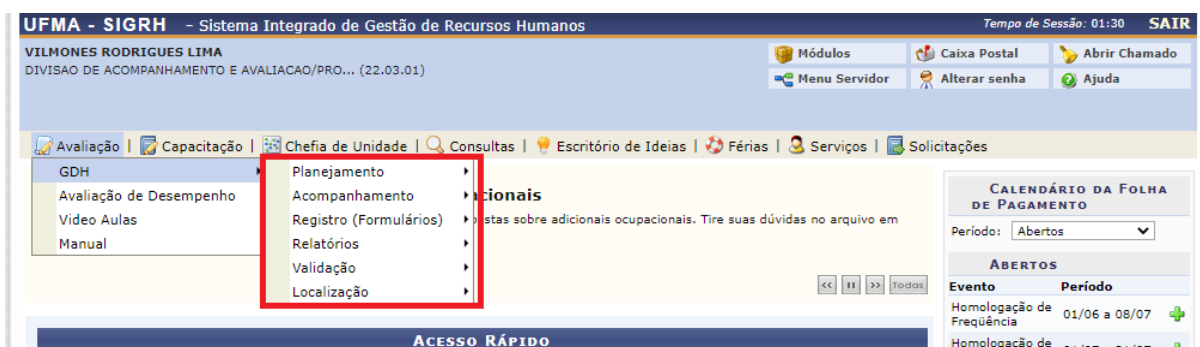 UFMA - SIGRH - Sistema Integrado de Gestão de Recursos Humanos
Tempo de Sessão: 01:30 SAIR
VILMONES RODRIGUES LIMA
DIVISAO DE ACOMPANHAMENTO E AVALIACAO/PRO... (22.03.01)
Módulos
Caixa Postal
Abrir Chamado
Menu Servidor
Alterar senha
Ajuda
Avaliação | Capacitação | Chefia de Unidade | Consultas | Escritório de Ideias | Férias | Serviços | Solicitações
GDH
Avaliação de Desempenho
Video Aulas
Manual
Planejamento
Acompanhamento
Registro (Formulários)
Relatórios
Validação
Localização
cionais
ostas sobre adicionais ocupacionais. Tire suas dúvidas no arquivo em
<< II >> Todas
ACESSO RÁPIDO
CALENDÁRIO DA FOLHA
DE PAGAMENTO
Período: Abertos
ABERTOS
Evento Período
Homologação de
Freqüência 01/06 a 08/07
Homologação de